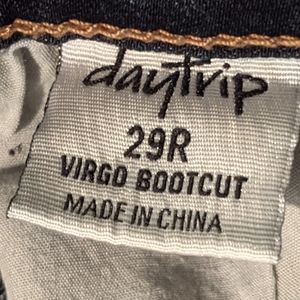 daytrip
29R
VIRGO BOOTCUT
MADE IN CHINA